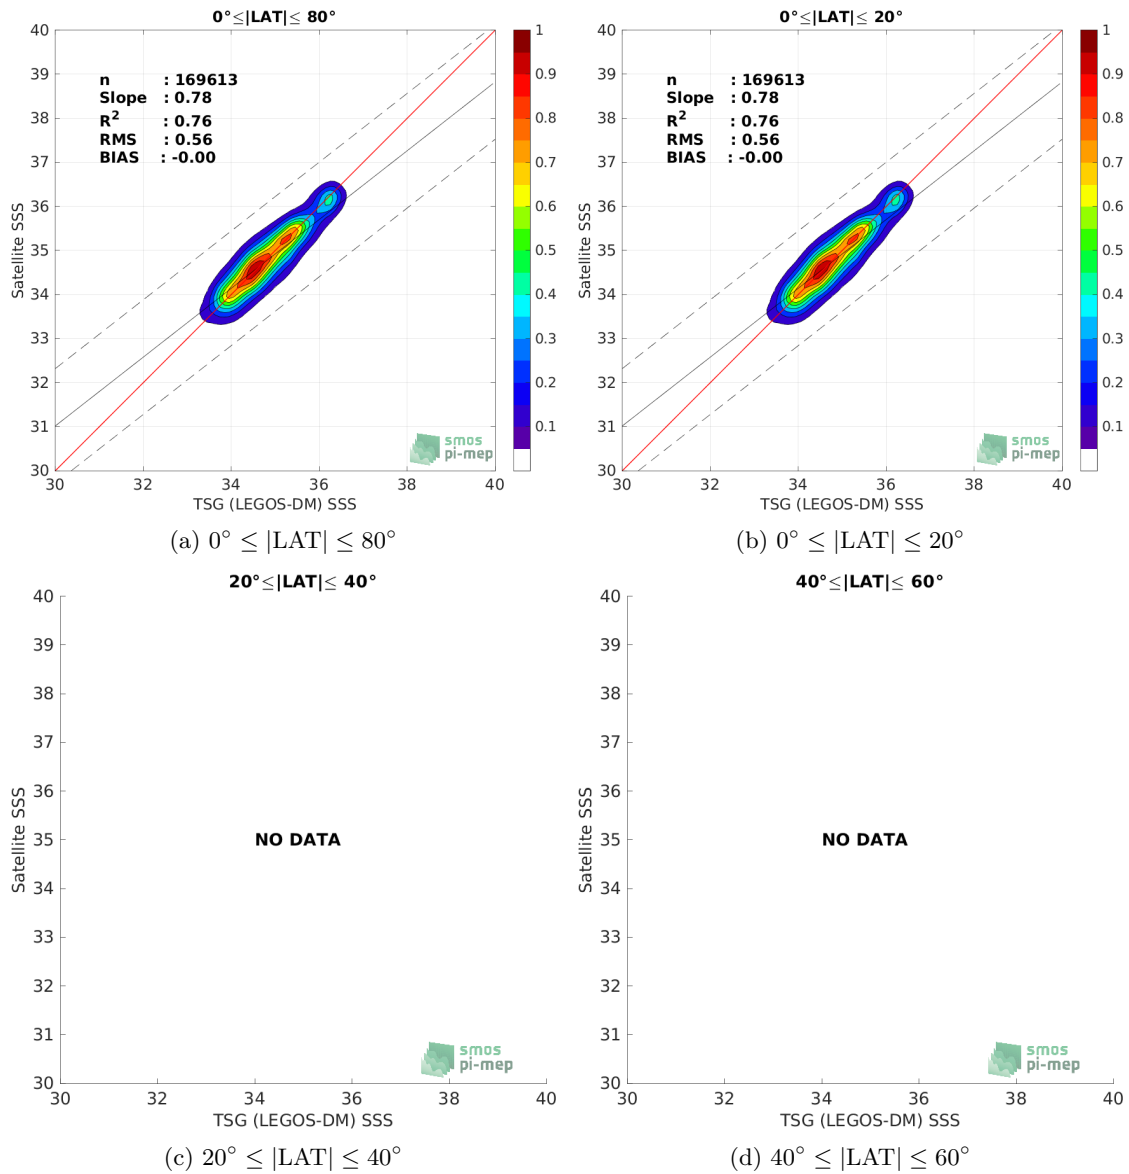 0°≤|LAT|≤ 80°
40
39
38
37
36
35
34
33
32
31
30
Satellite SSS
n : 169613
Slope : 0.78
R² : 0.76
RMS : 0.56
BIAS : -0.00
smos
pi-mep
30 32 34 36 38 40
TSG (LEGOS-DM) SSS
1
0.9
0.8
0.7
0.6
0.5
0.4
0.3
0.2
0.1
(a) 0° ≤ |LAT| ≤ 80°
0°≤|LAT|≤ 20°
40
39
38
37
36
35
34
33
32
31
30
Satellite SSS
n : 169613
Slope : 0.78
R² : 0.76
RMS : 0.56
BIAS : -0.00
smos
pi-mep
30 32 34 36 38 40
TSG (LEGOS-DM) SSS
1
0.9
0.8
0.7
0.6
0.5
0.4
0.3
0.2
0.1
(b) 0° ≤ |LAT| ≤ 20°
20°≤|LAT|≤ 40°
40
39
38
37
36
35
34
33
32
31
30
Satellite SSS
NO DATA
smos
pi-mep
30 32 34 36 38 40
TSG (LEGOS-DM) SSS
(c) 20° ≤ |LAT| ≤ 40°
40°≤|LAT|≤ 60°
40
39
38
37
36
35
34
33
32
31
30
Satellite SSS
NO DATA
smos
pi-mep
30 32 34 36 38 40
TSG (LEGOS-DM) SSS
(d) 40° ≤ |LAT| ≤ 60°